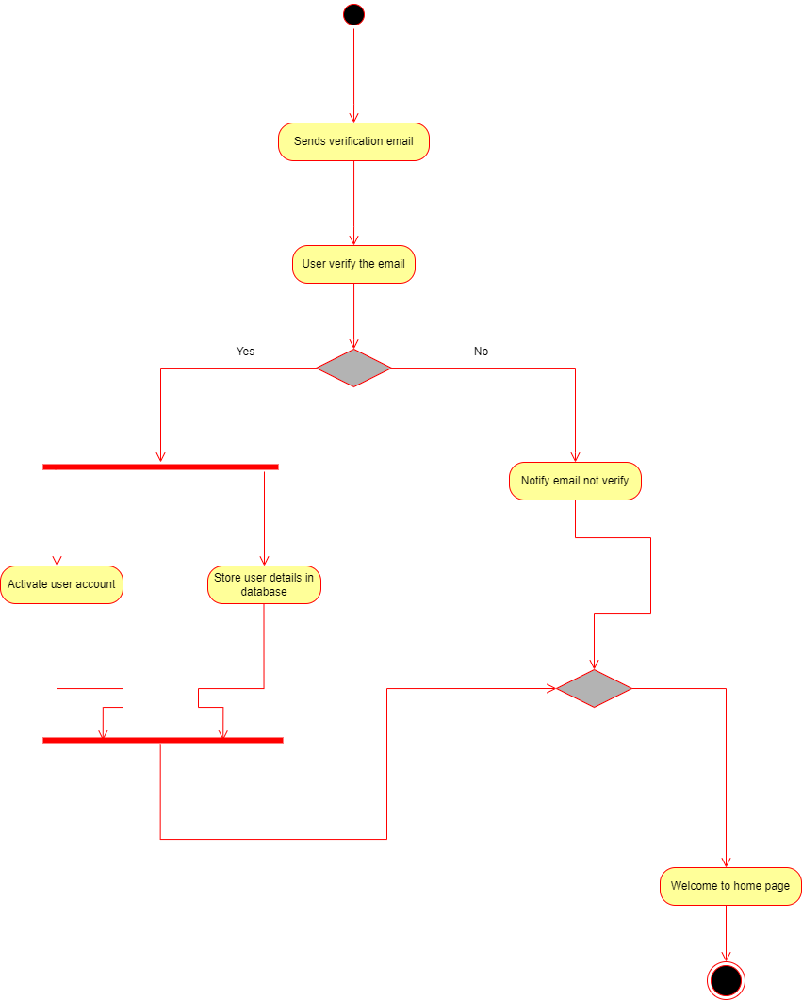 Sends verification email
User verify the email
Yes
No
Notify email not verify
Activate user account
Store user details in
database
Welcome to home page